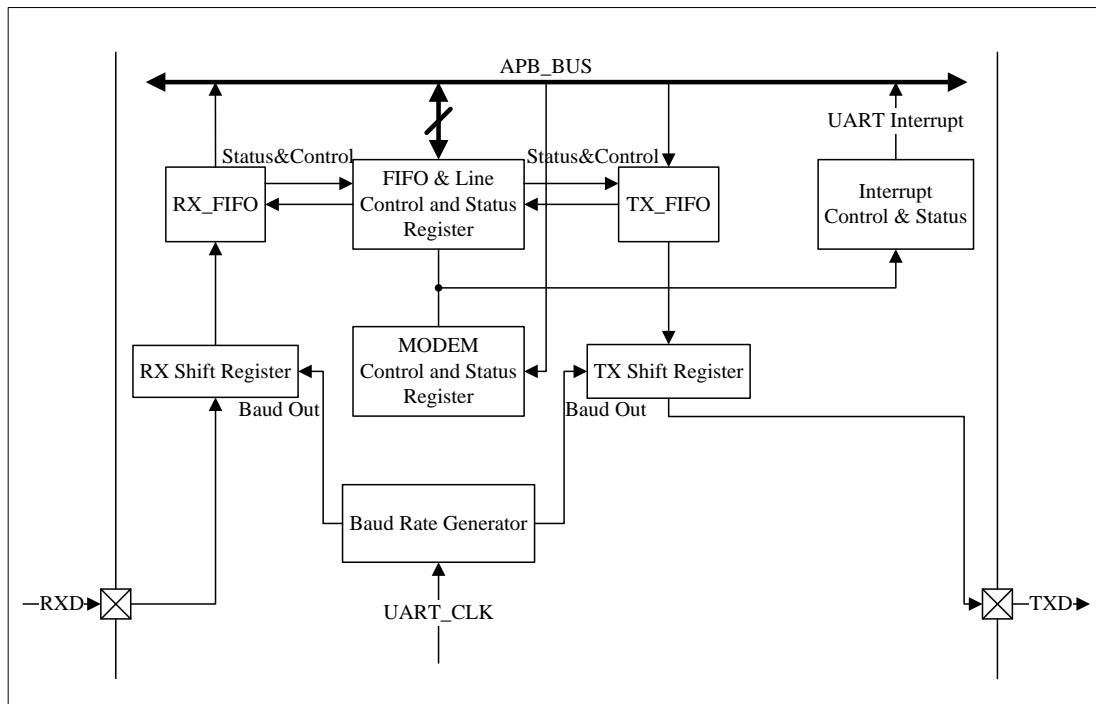 APB_BUS
UART Interrupt
Status&Control
Status&Control
RX_FIFO
FIFO & Line
Control and Status
Register
TX_FIFO
Interrupt
Control & Status
RX Shift Register
MODEM
Control and Status
Register
TX Shift Register
Baud Out
Baud Out
Baud Rate Generator
RXD
UART_CLK
TXD